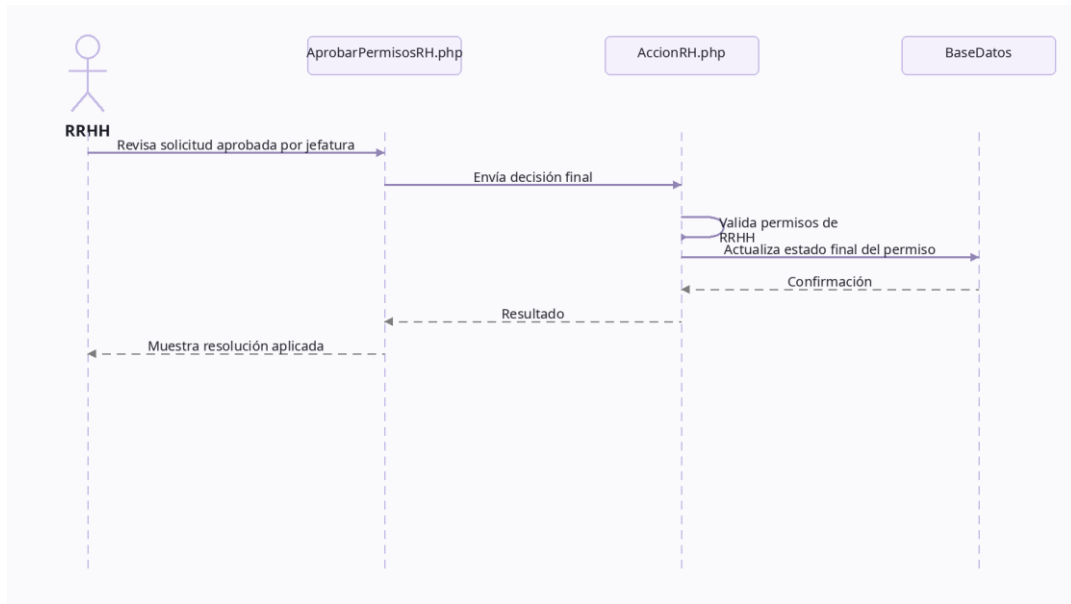 AprobarPermisosRH.php
AccionRH.php
BaseDatos
RRHH
Revisa solicitud aprobada por jefatura
Envía decisión final
Valida permisos de
RRHH
Actualiza estado final del permiso
Confirmación
Resultado
Muestra resolución aplicada